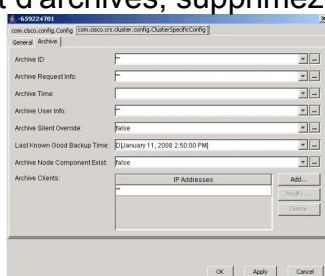 t d'archives, supprimez
-659224701
com.cisco.config.Config com.cisco.crs.cluster.config.ClusterSpecificConfig
General Archive
Archive ID: ""
Archive Request Info: ""
Archive Time:
Archive User Info: ""
Archive Silent Override: false
Last Known Good Backup Time: D[January 11, 2008 2:50:00 PM]
Archive Node Component Exist: false
Archive Clients: IP Addresses Add...
"" Modify...
Delete
OK Apply Cancel